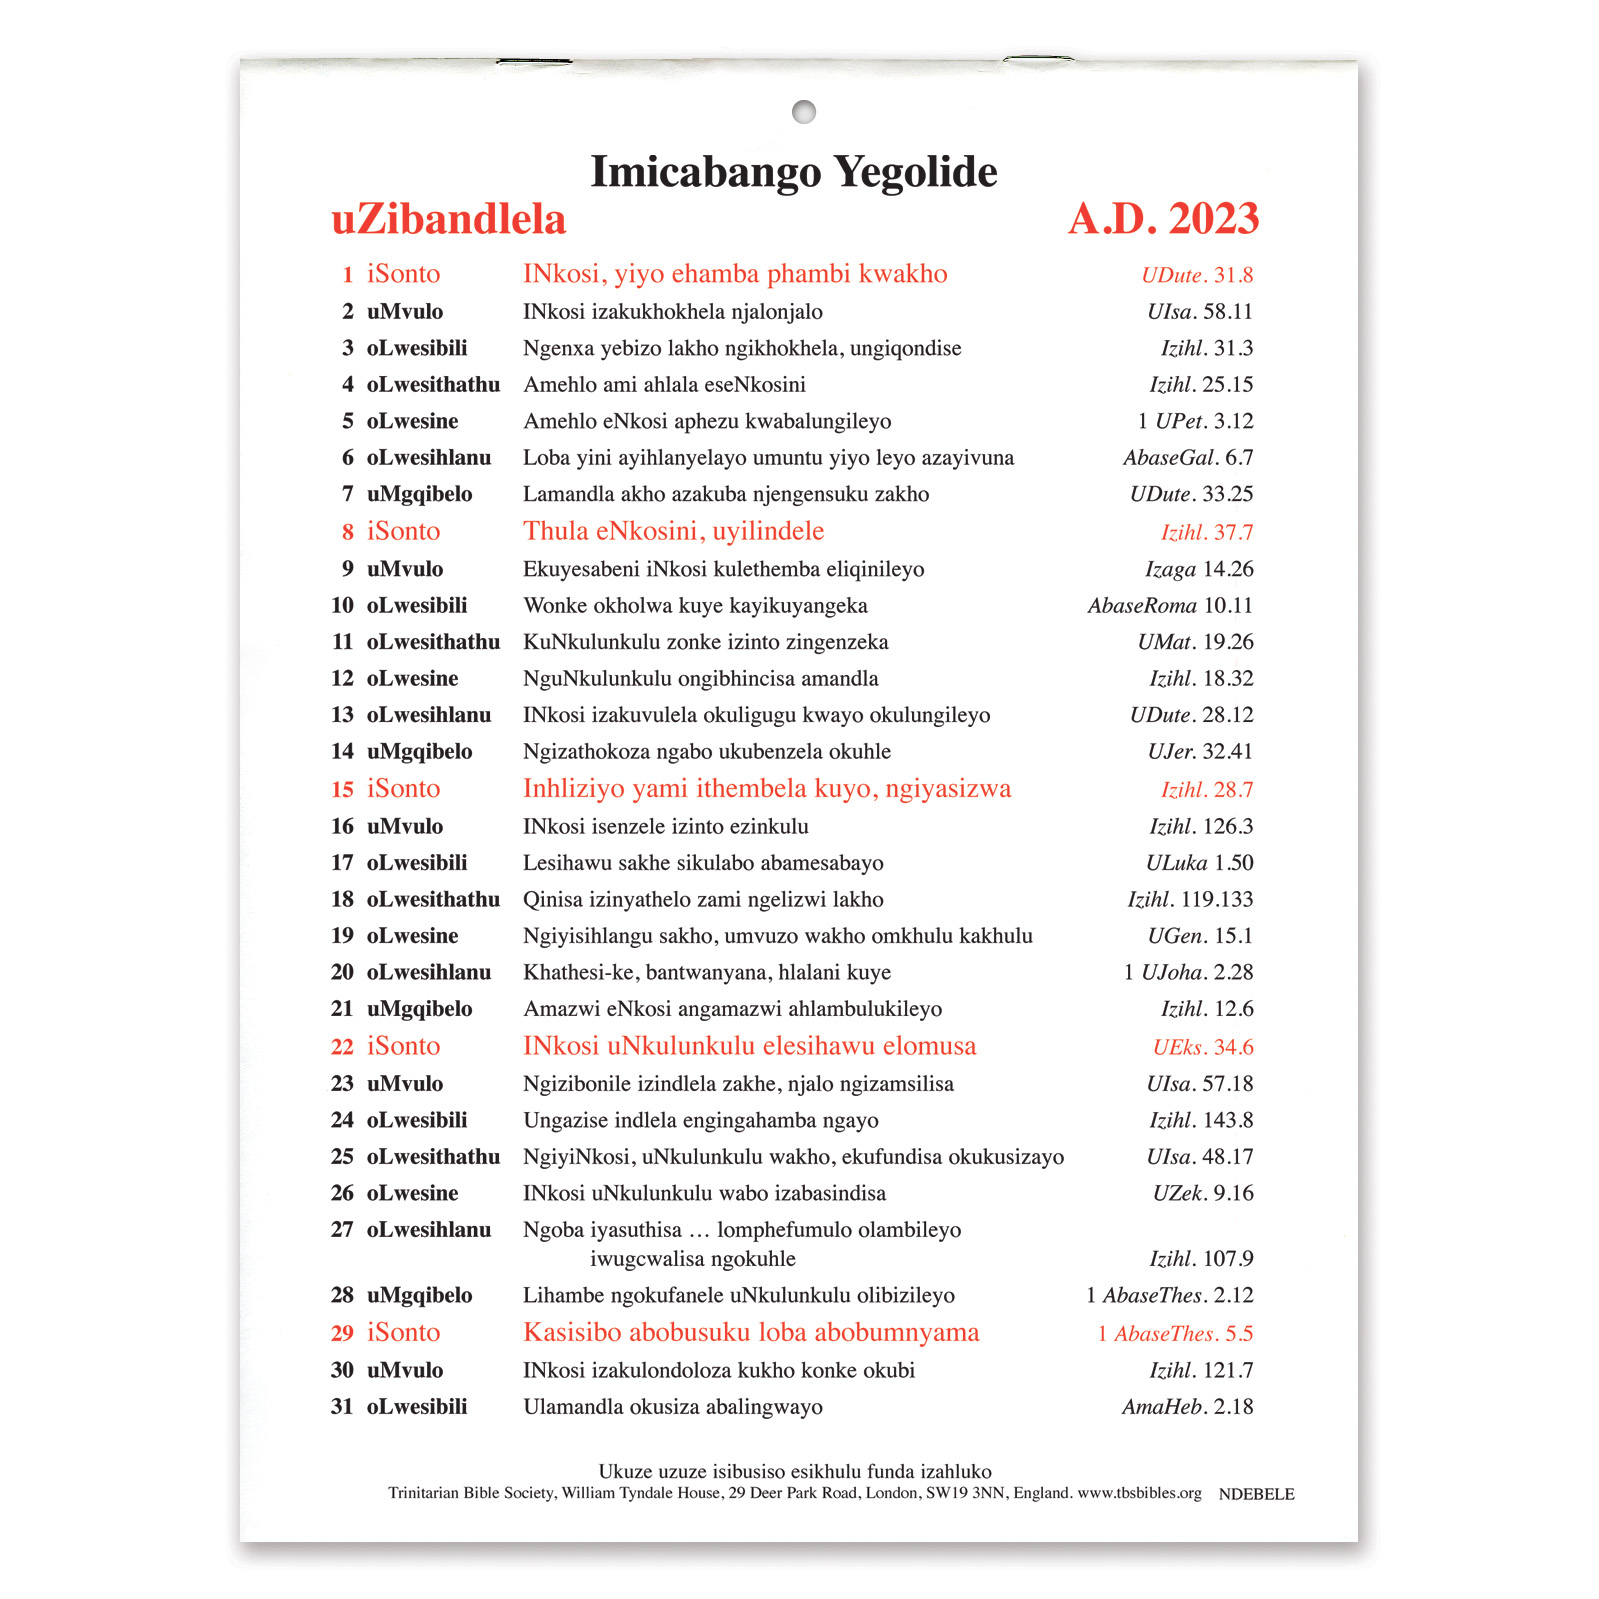 Imicabango Yegolide
uZibandlela A.D. 2023
1 iSonto INkosi, yiyo ehamba phambi kwakho UDute. 31.8
2 uMvulo INkosi izakukhokhela njalonjalo UIsa. 58.11
3 oLwesibili Ngenxa yebizo lakho ngikhokhela, ungiqondise Izihl. 31.3
4 oLwesithathu Amehlo ami ahlala eseNkosini Izihl. 25.15
5 oLwesine Amehlo eNkosi aphezu kwabalungileyo 1 UPet. 3.12
6 oLwesihlanu Loba yini ayihlanyelayo umuntu yiyo leyo azayivuna AbaseGal. 6.7
7 uMgqibelo Lamandla akho azakuba njengensuku zakho UDute. 33.25
8 iSonto Thula eNkosini, uyilindele Izihl. 37.7
9 uMvulo Ekuyesabeni iNkosi kulethemba eliqinileyo Izaga 14.26
10 oLwesibili Wonke okholwa kuye kayikuyangeka AbaseRoma 10.11
11 oLwesithathu KuNkulunkulu zonke izinto zingenzeka UMat. 19.26
12 oLwesine NguNkulunkulu ongibhincisa amandla Izihl. 18.32
13 oLwesihlanu INkosi izakuvulela okuligugu kwayo okulungileyo UDute. 28.12
14 uMgqibelo Ngizathokoza ngabo ukubenzela okuhle UJer. 32.41
15 iSonto Inhliziyo yami ithembela kuyo, ngiyasizwa Izihl. 28.7
16 uMvulo INkosi isenzele izinto ezinkulu Izihl. 126.3
17 oLwesibili Lesihawu sakhe sikulabo abamesabayo ULuka 1.50
18 oLwesithathu Qinisa izinyathelo zami ngelizwi lakho Izihl. 119.133
19 oLwesine Ngiyisihlangu sakho, umvuzo wakho omkhulu kakhulu UGen. 15.1
20 oLwesihlanu Khathesi-ke, bantwanyana, hlalani kuye 1 UJoha. 2.28
21 uMgqibelo Amazwi eNkosi angamazwi ahlambulukileyo Izihl. 12.6
22 iSonto INkosi uNkulunkulu elesihawu elomusa UEks. 34.6
23 uMvulo Ngizibonile izindlela zakhe, njalo ngizamsilisa UIsa. 57.18
24 oLwesibili Ungazise indlela engingahamba ngayo Izihl. 143.8
25 oLwesithathu NgiyiNkosi, uNkulunkulu wakho, ekufundisa okukusizayo UIsa. 48.17
26 oLwesine INkosi uNkulunkulu wabo izabasindisa UZek. 9.16
27 oLwesihlanu Ngoba iyasuthisa … lomphefumulo olambileyo
iwugcwalisa ngokuhle Izihl. 107.9
28 uMgqibelo Lihambe ngokufanele uNkulunkulu olibizileyo 1 AbaseThes. 2.12
29 iSonto Kasisibo abobusuku loba abobumnyama 1 AbaseThes. 5.5
30 uMvulo INkosi izakulondoloza kukho konke okubi Izihl. 121.7
31 oLwesibili Ulamandla okusiza abalingwayo AmaHeb. 2.18
Ukuze uzuze isibusiso esikhulu funda izahluko
Trinitarian Bible Society, William Tyndale House, 29 Deer Park Road, London, SW19 3NN, England. www.tbsbibles.org NDEBELE